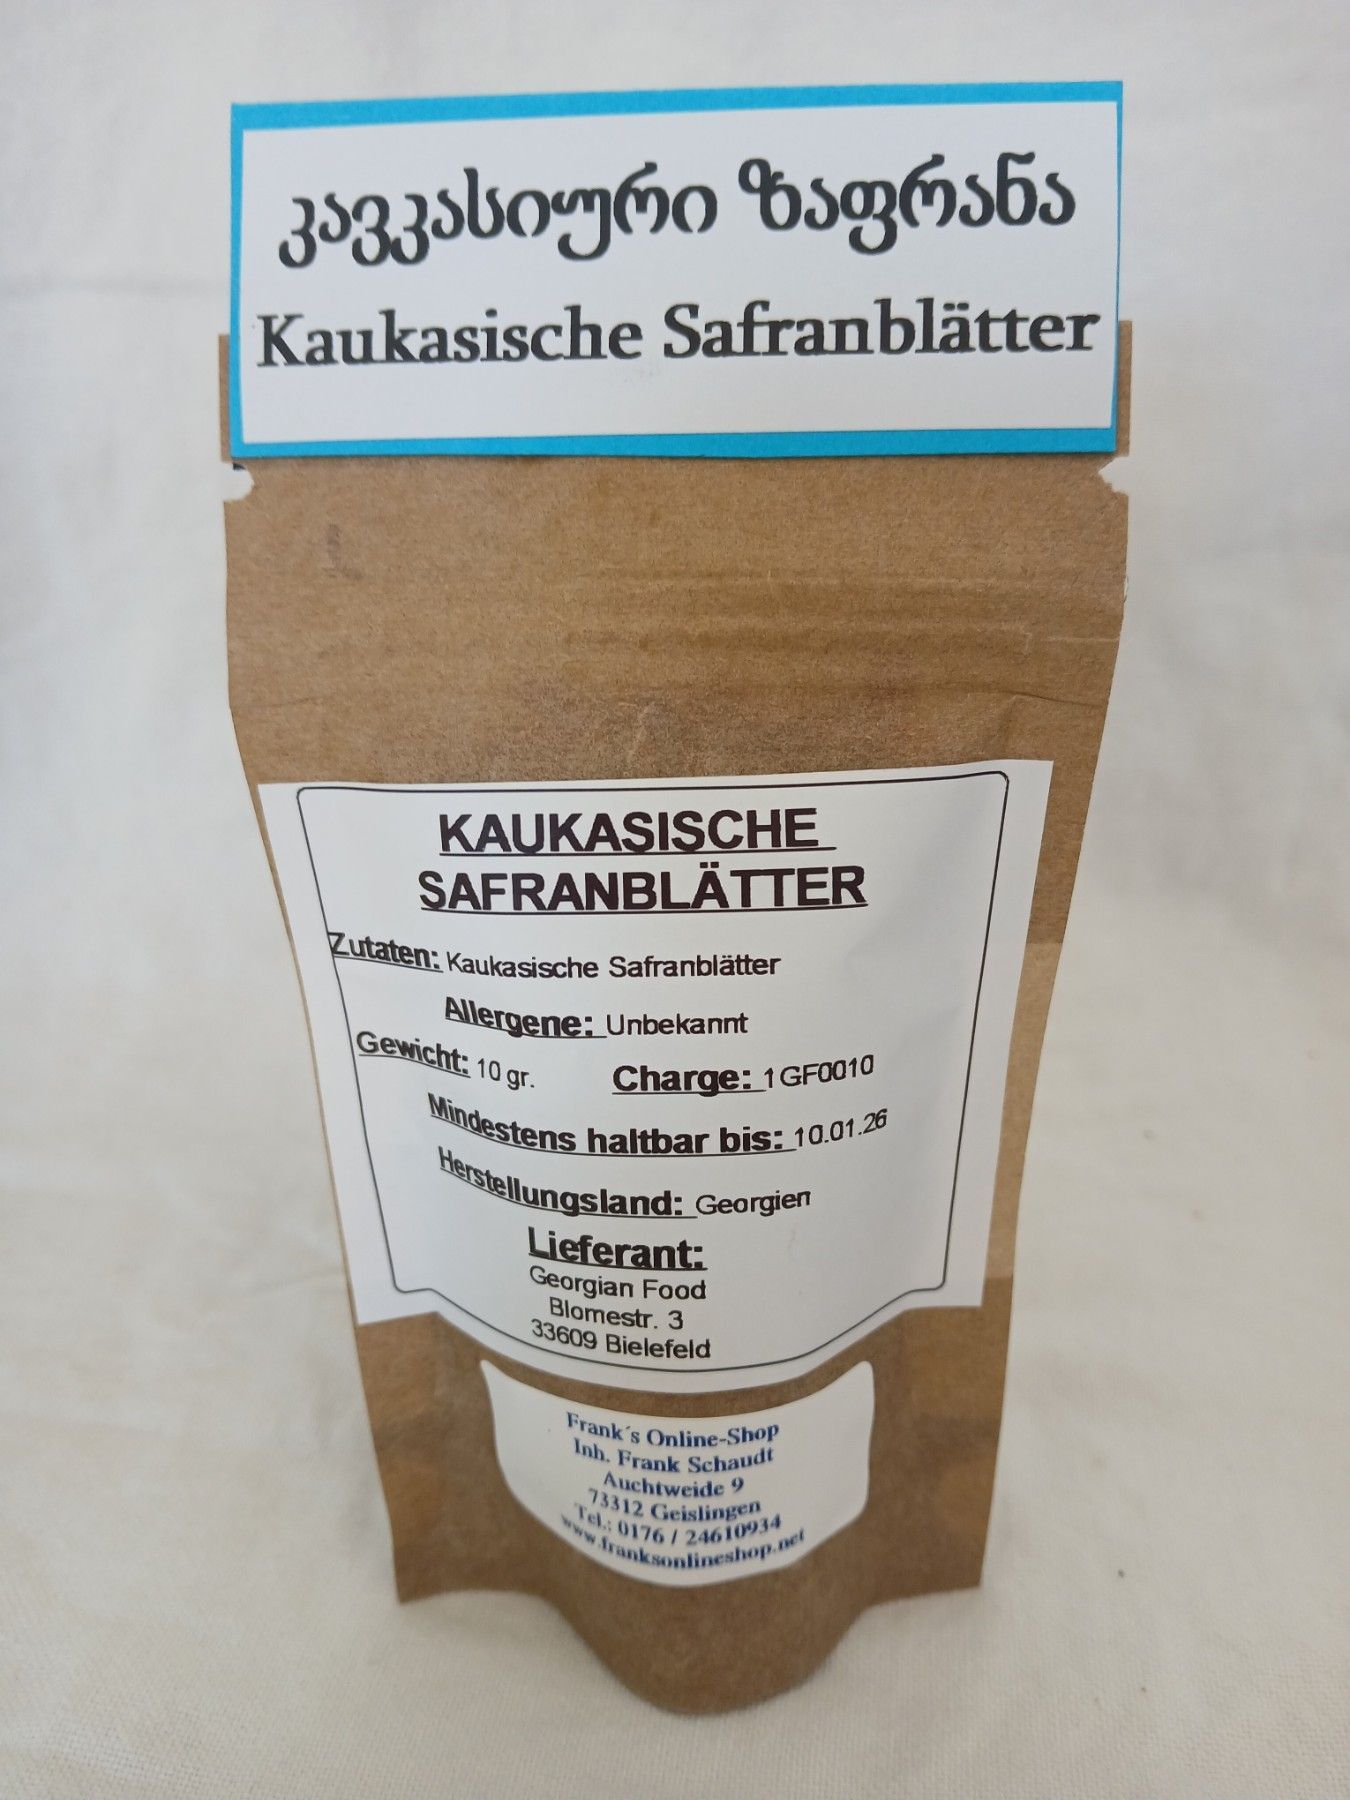 კავკასიური ზაფრანა
Kaukasische Safranblätter
KAUKASISCHE
SAFRANBLÄTTER
Zutaten: Kaukasische Safranblätter
Allergene: Unbekannt
Gewicht: 10 gr. Charge: 1GF0010
Mindestens haltbar bis: 10.01.26
Herstellungsland: Georgien
Lieferant:
Georgian Food
Blomestr. 3
33609 Bielefeld
Frank´s Online-Shop
Inh. Frank Schaudt
Auchtweide 9
73312 Geislingen
Tel.: 0176 / 24610934
www.franksonlineshop.net